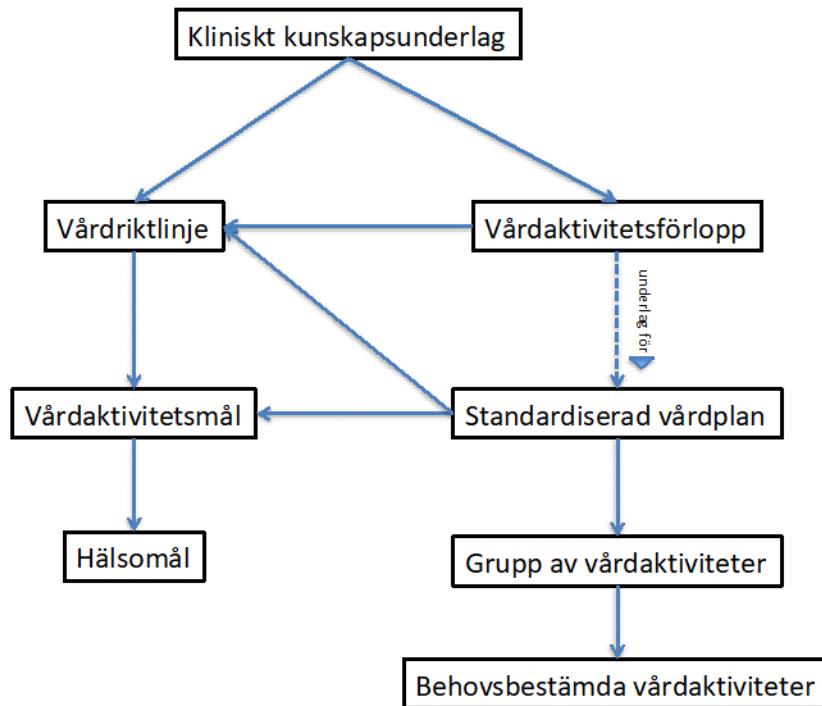 Kliniskt kunskapsunderlag
Vårdriktlinje
Vårdaktivitetsförlopp
underlag för
Vårdaktivitetsmål
Standardiserad vårdplan
Hälsomål
Grupp av vårdaktiviteter
Behovsbestämda vårdaktiviteter